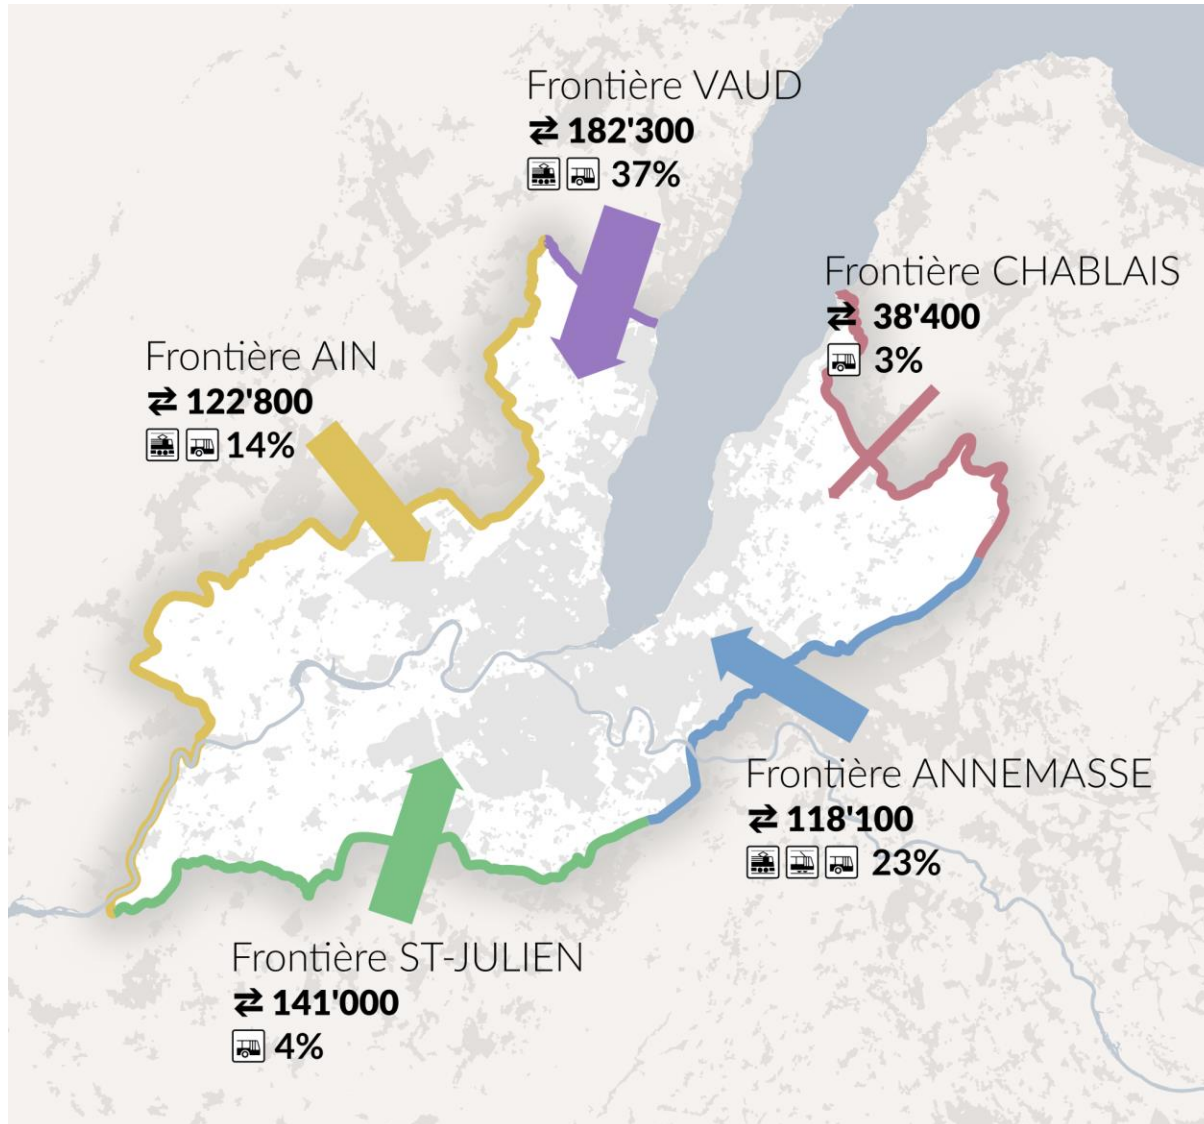 Frontière VAUD
⇄ 182'300
37%
Frontière CHABLAIS
⇄ 38'400
3%
Frontière AIN
⇄ 122'800
14%
Frontière ANNEMASSE
⇄ 118'100
23%
Frontière ST-JULIEN
⇄ 141'000
4%